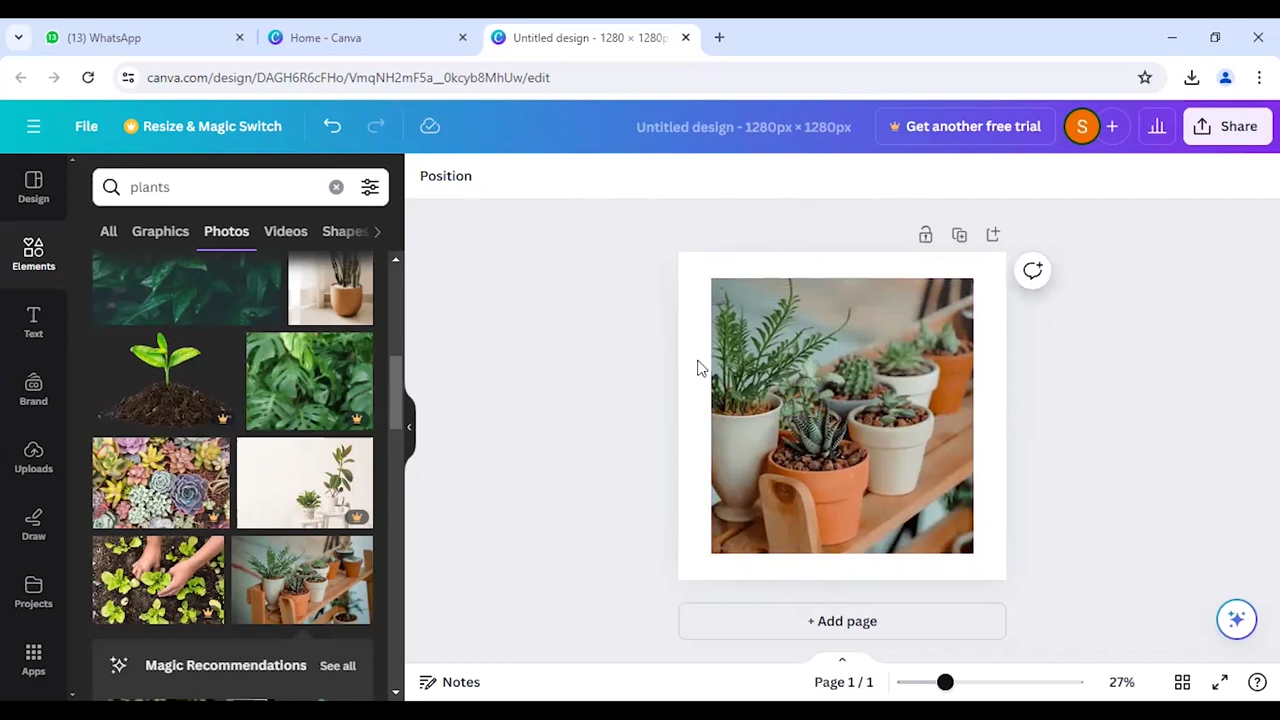 (13) WhatsApp
Home - Canva
Untitled design - 1280 × 1280p
canva.com/design/DAGH6R6cFHo/VmqNH2mF5a__0kcyb8MhUw/edit
File
Resize & Magic Switch
Untitled design - 1280px × 1280px
Get another free trial
S
Share
Design
Elements
Text
Brand
Uploads
Draw
Projects
Apps
plants
All Graphics Photos Videos Shapes
Magic Recommendations See all
Position
+ Add page
Notes
Page 1 / 1
27%